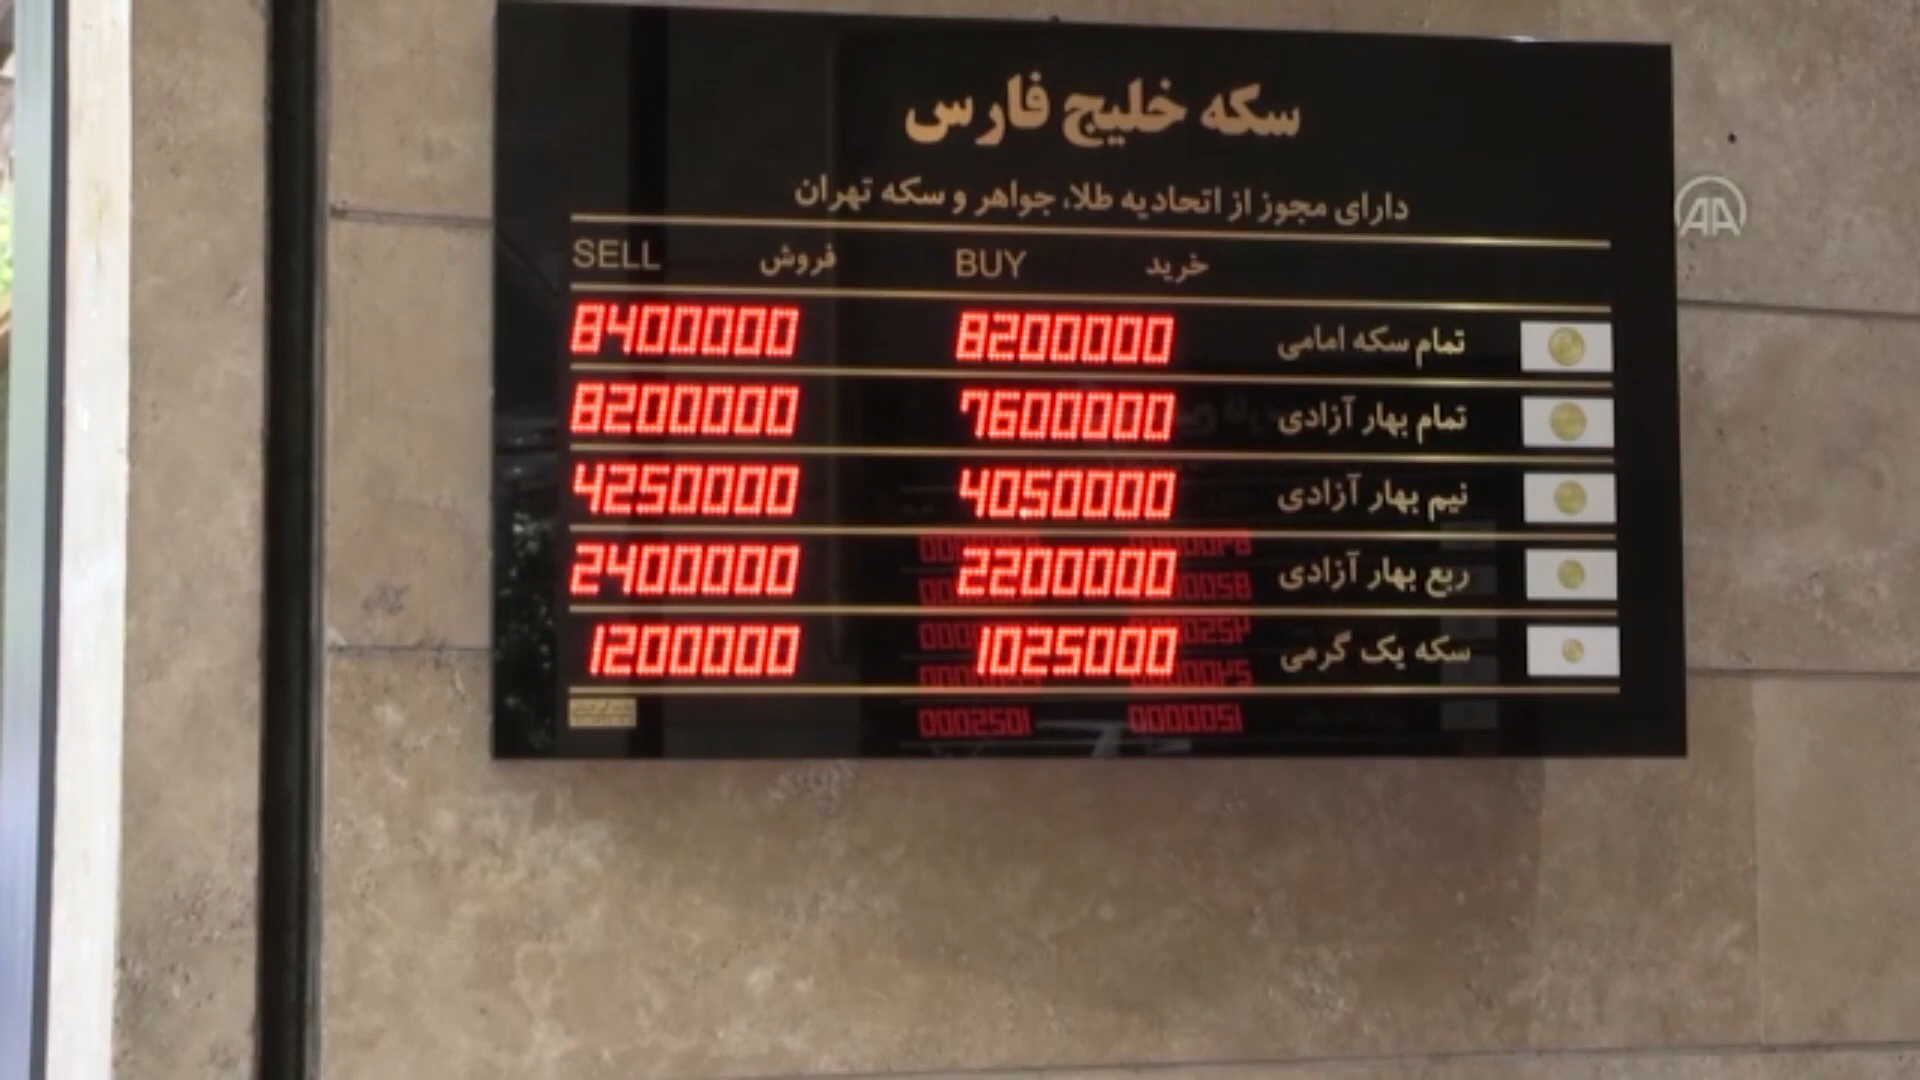 سکه خلیج فارس
دارای مجوز از اتحادیه طلا، جواهر و سکه تهران
خرید BUY فروش SELL
تمام سکه امامی 8200000 8400000
تمام بهار آزادی 7600000 8200000
نیم بهار آزادی 4050000 4250000
ربع بهار آزادی 2200000 2400000
سکه یک گرمی 1025000 1200000
AA